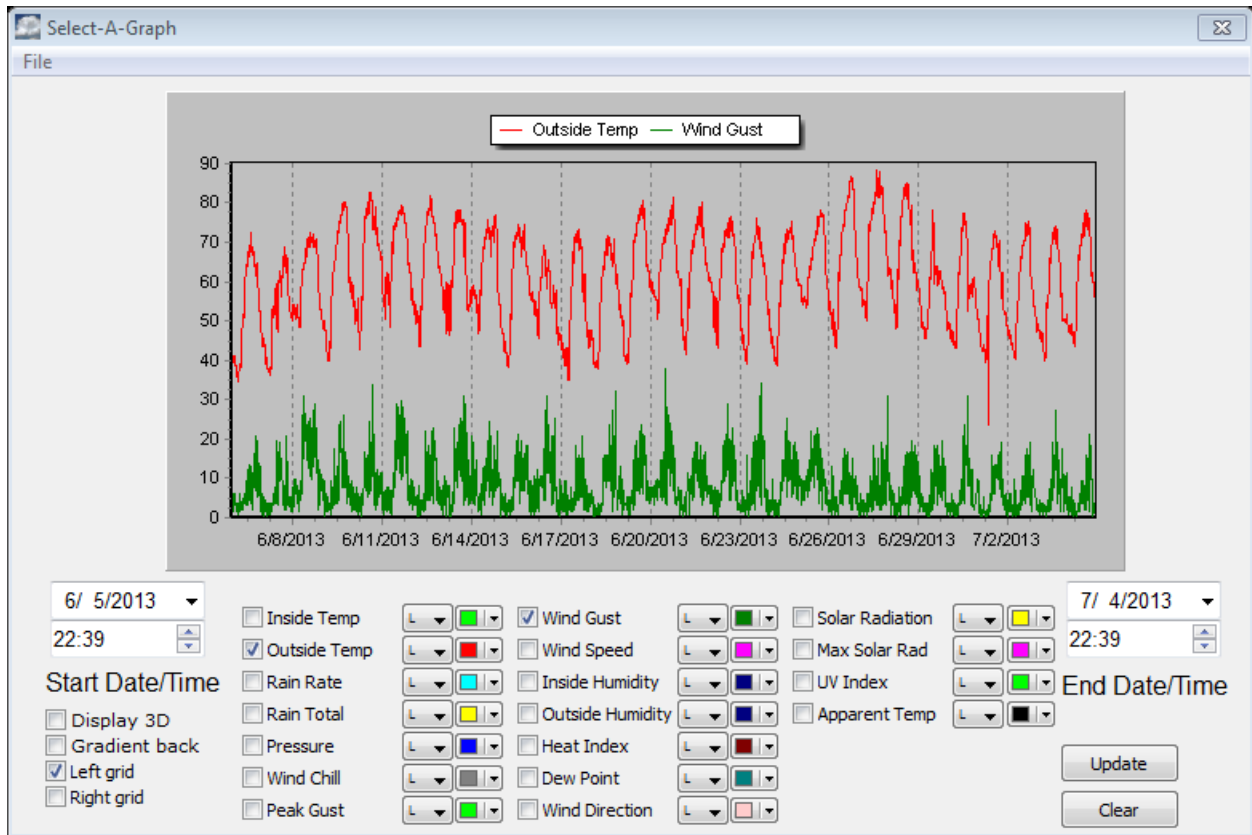 Select-A-Graph
File
Outside Temp Wind Gust
90
80
70
60
50
40
30
20
10
0
6/8/2013 6/11/2013 6/14/2013 6/17/2013 6/20/2013 6/23/2013 6/26/2013 6/29/2013 7/2/2013
6/ 5/2013
22:39
Start Date/Time
Display 3D
Gradient back
Left grid
Right grid
Inside Temp L
Outside Temp L
Rain Rate L
Rain Total L
Pressure L
Wind Chill L
Peak Gust L
Wind Gust L
Wind Speed L
Inside Humidity L
Outside Humidity L
Heat Index L
Dew Point L
Wind Direction L
Solar Radiation L
Max Solar Rad L
UV Index L
Apparent Temp L
7/ 4/2013
22:39
End Date/Time
Update
Clear